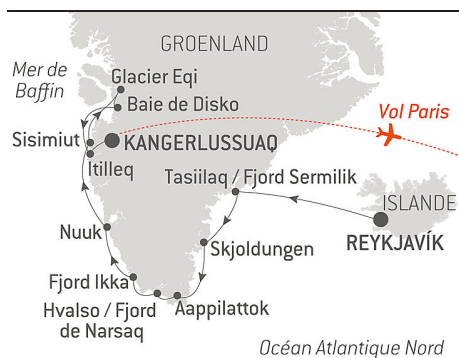 GROENLAND
Mer de
Baffin
Glacier Eqi
Baie de Disko
Vol Paris
Sisimiut
KANGERLUSSUAQ
Itilleq
Tasiilaq / Fjord Sermilik
ISLANDE
REYKJAVÍK
Nuuk
Skjoldungen
Fjord Ikka
Hvalso / Fjord
de Narsaq
Aappilattok
Océan Atlantique Nord